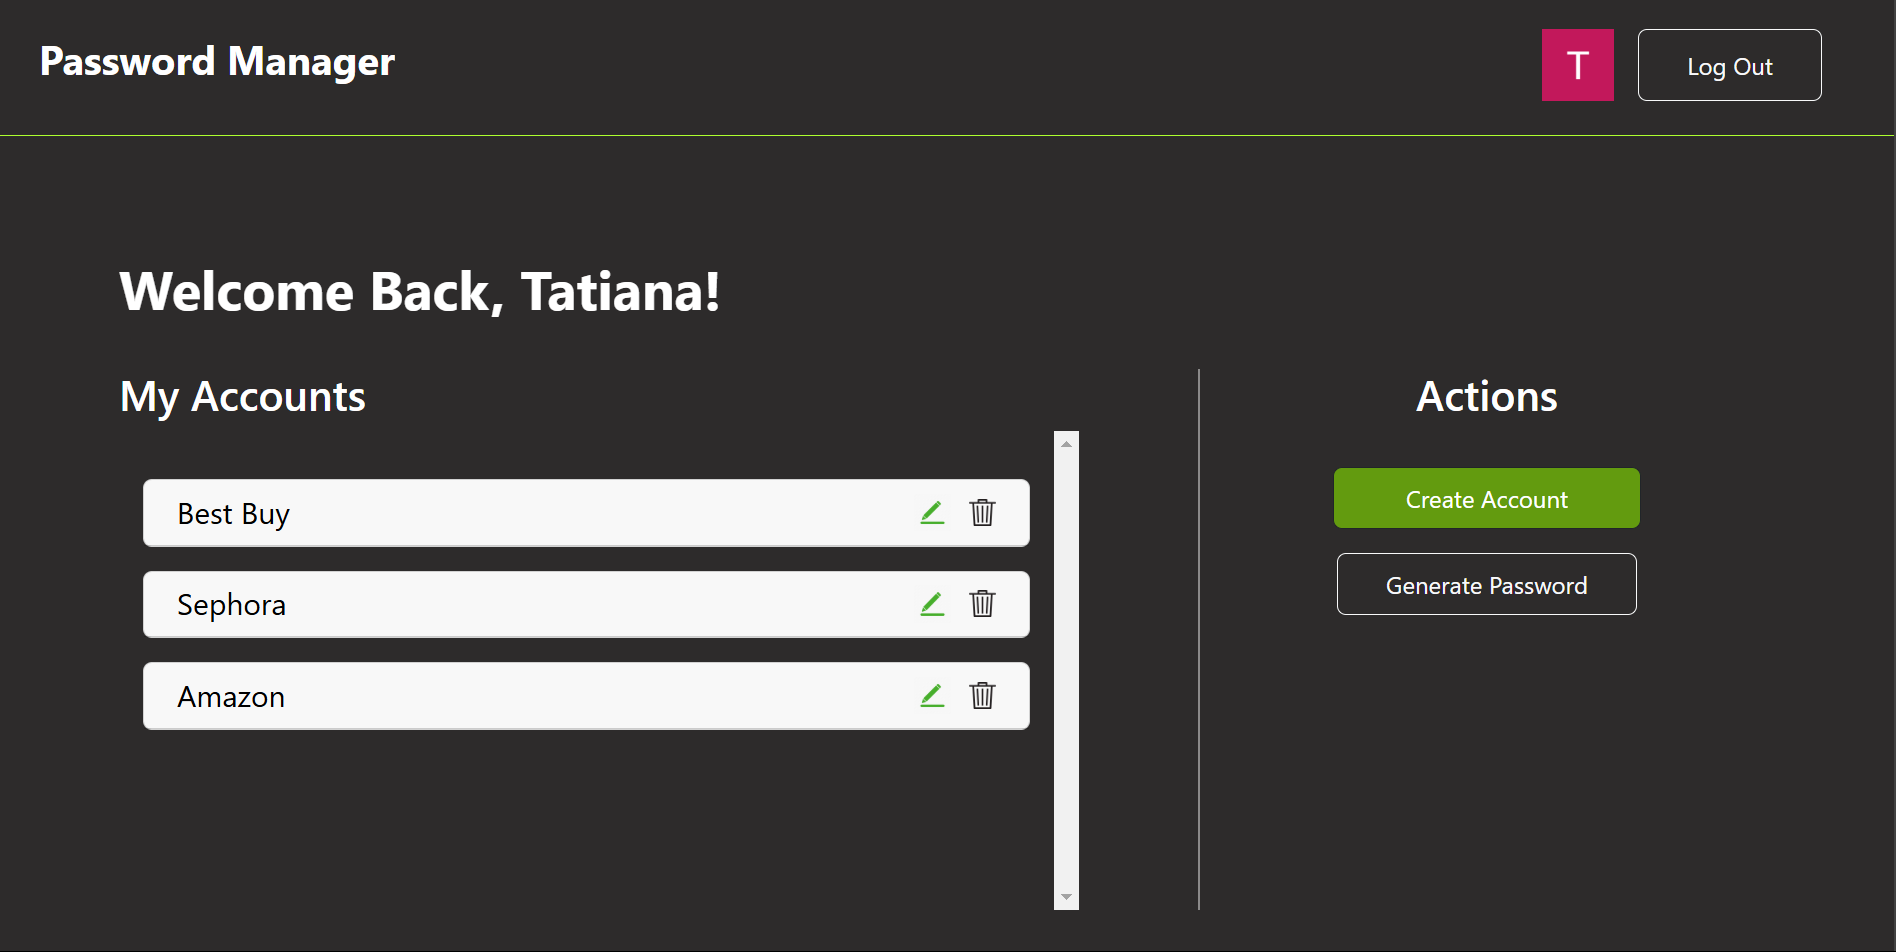 Password Manager
T
Log Out
Welcome Back, Tatiana!
My Accounts
Best Buy
Sephora
Amazon
Actions
Create Account
Generate Password